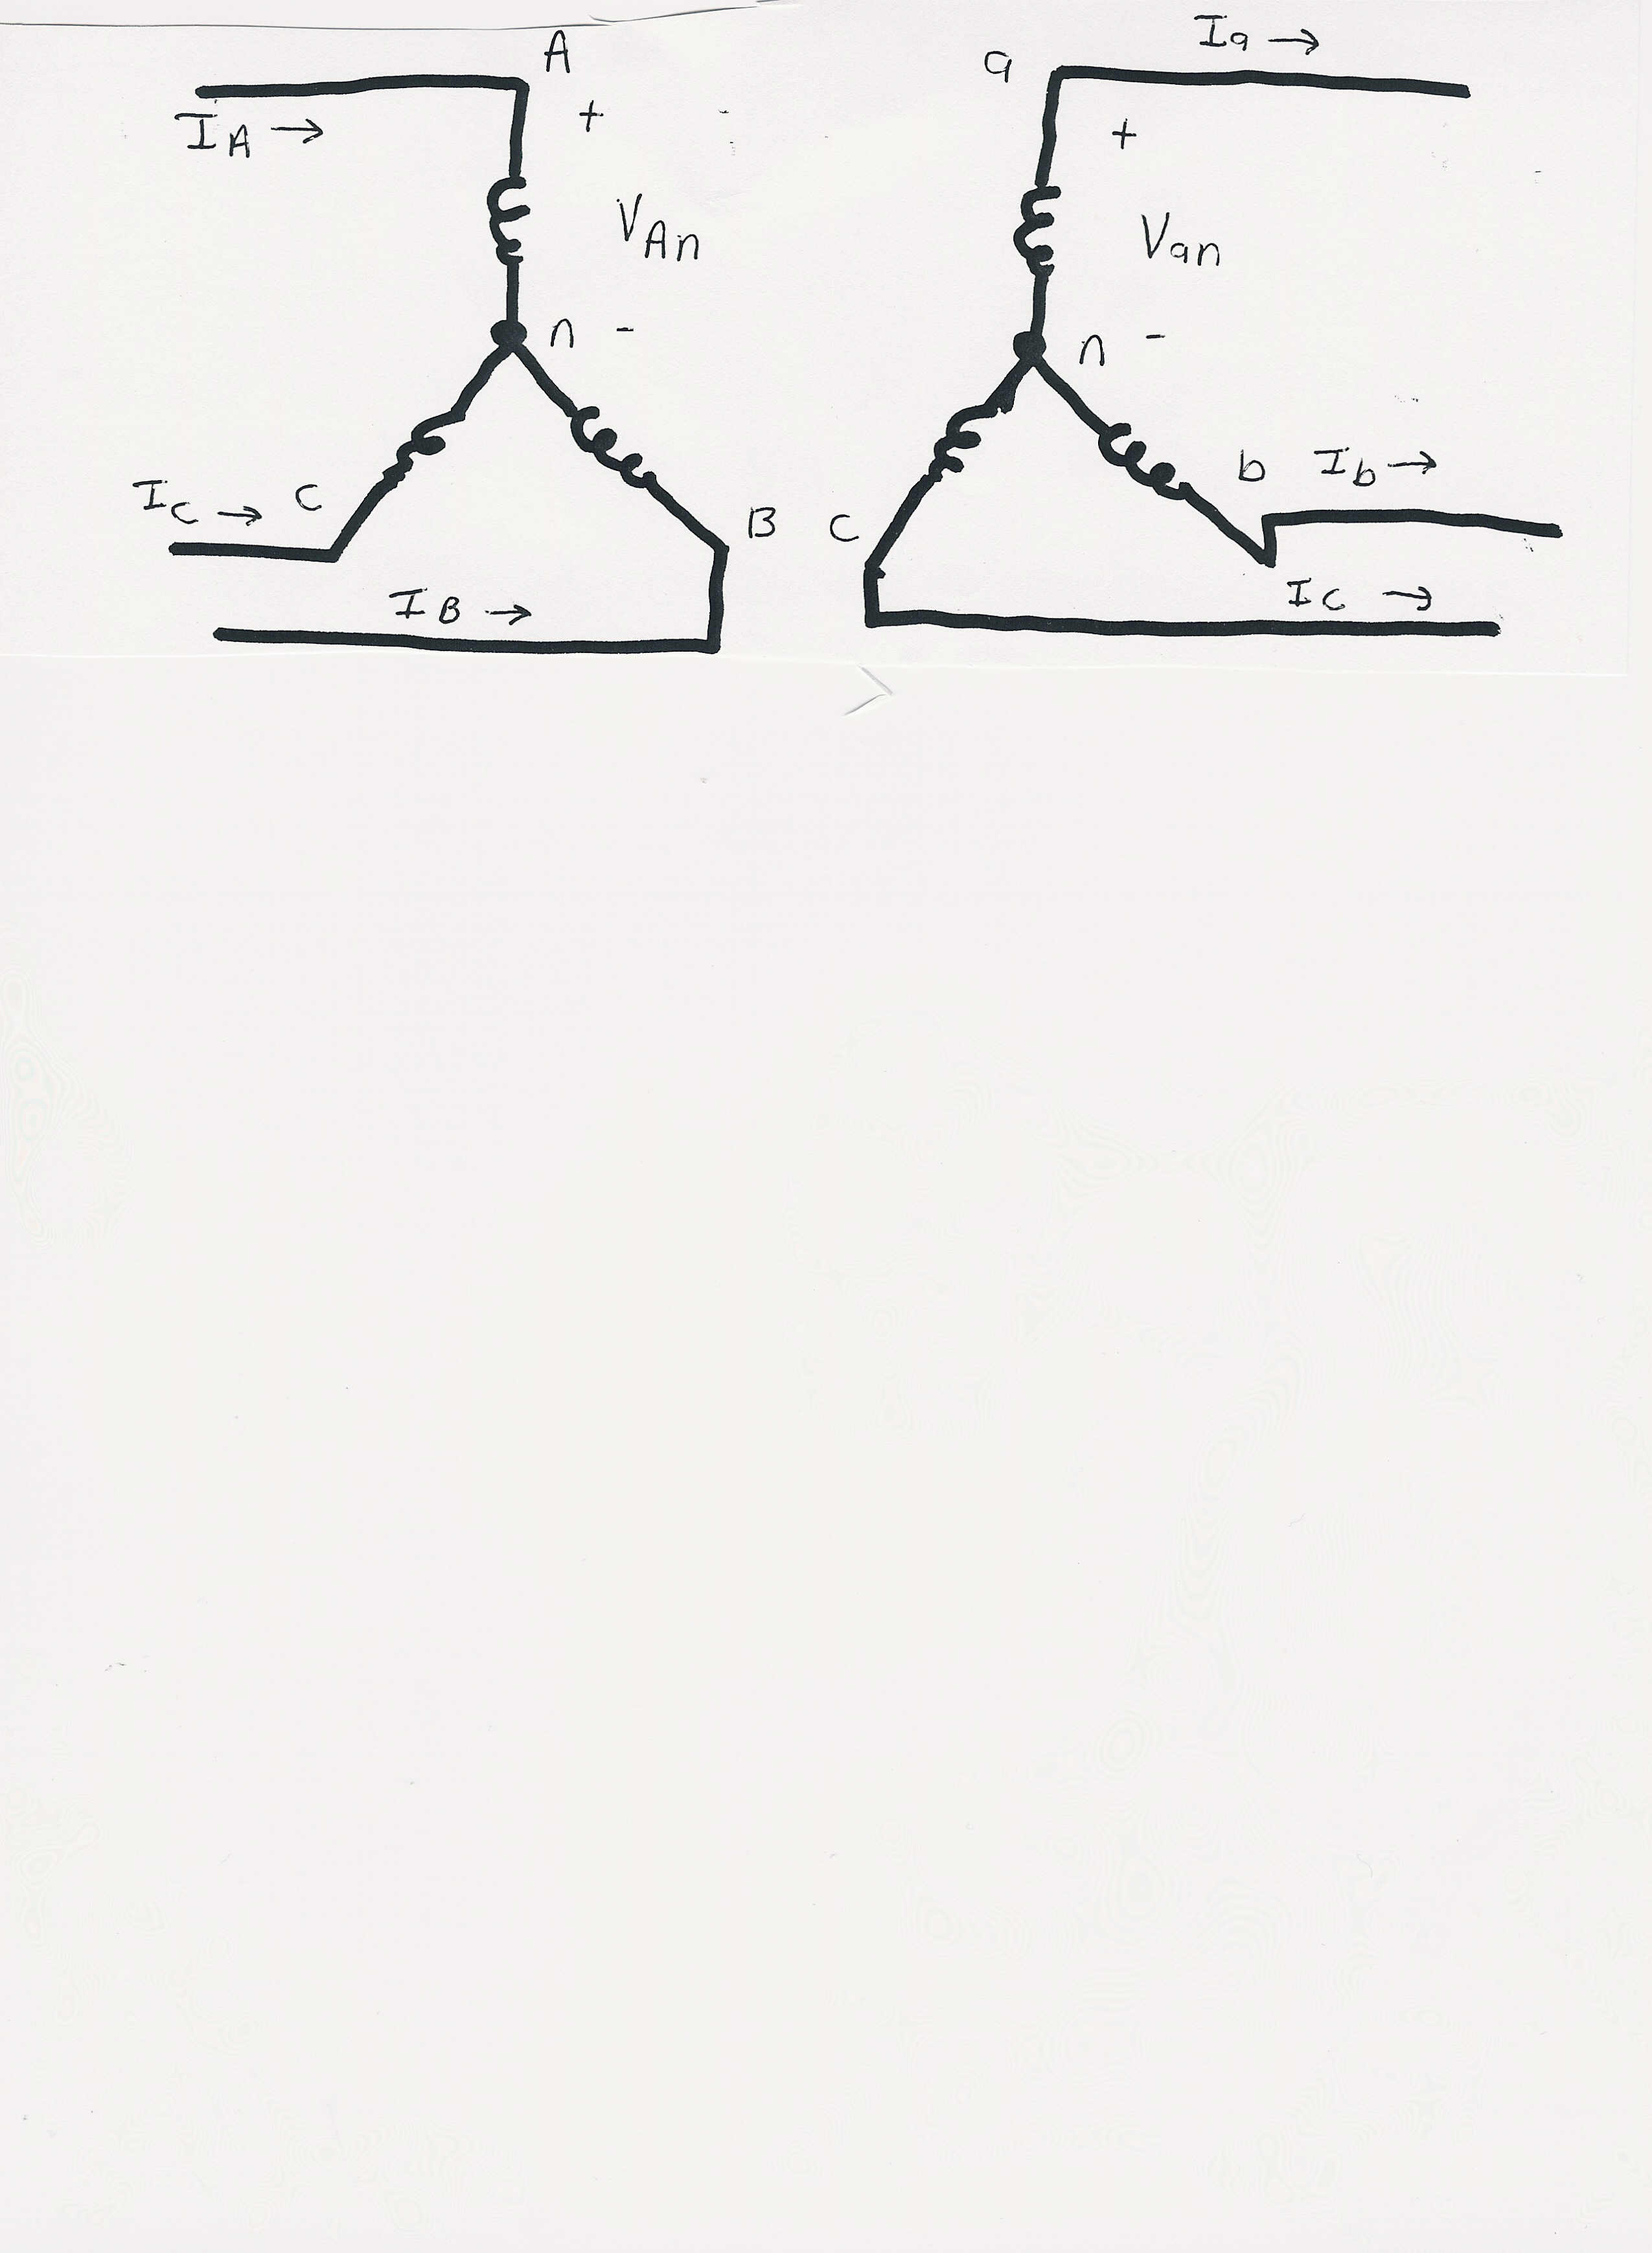 A
+
IA →
VAn
n -
IC →
C
B
IB →
a
Ia →
+
Van
n -
b
Ib →
C
IC →